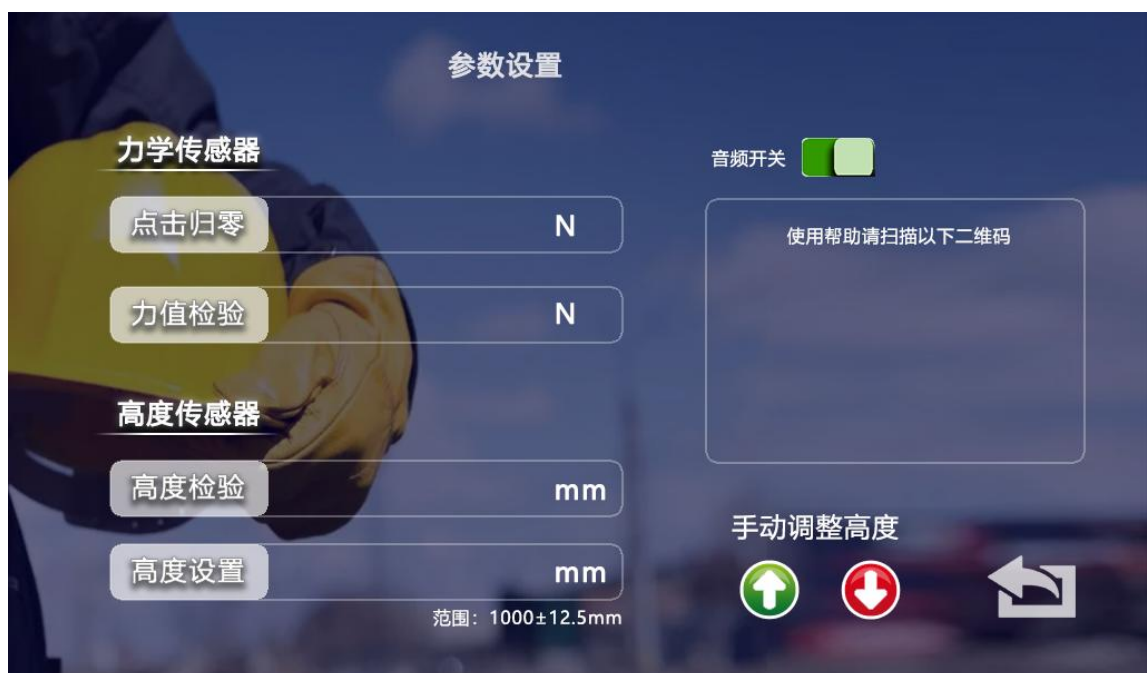 参数设置
力学传感器
点击归零 N
力值检验 N
高度传感器
高度检验 mm
高度设置 mm
范围：1000±12.5mm
音频开关
使用帮助请扫描以下二维码
手动调整高度